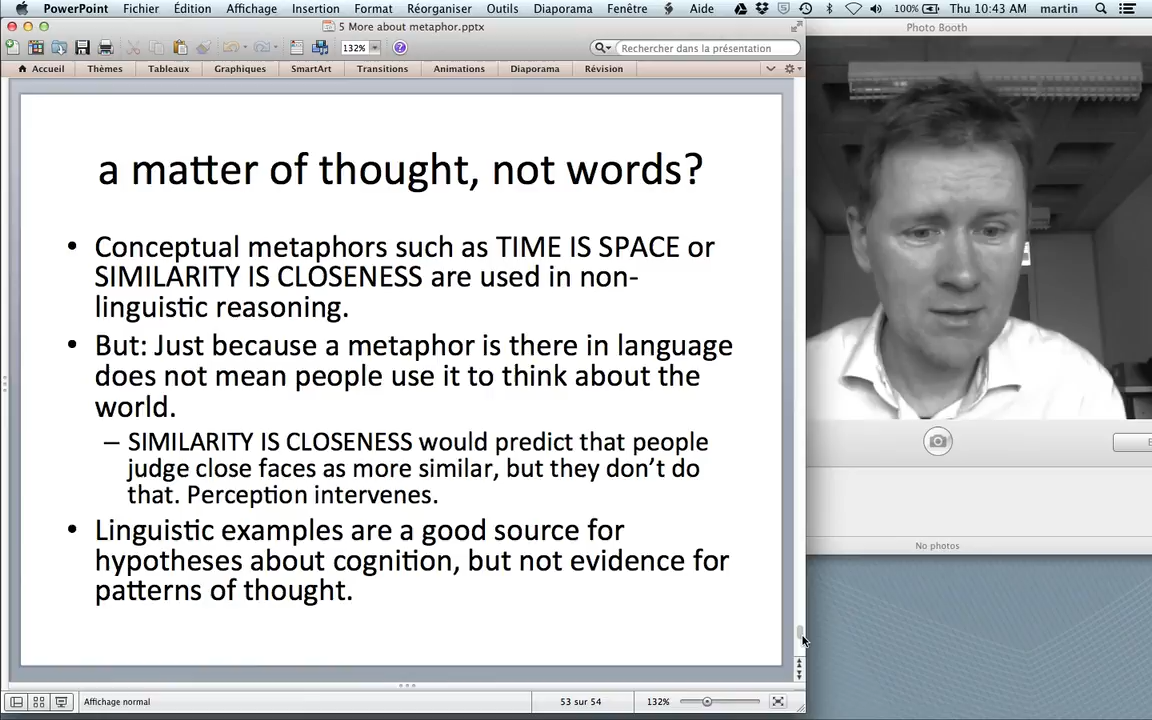 PowerPoint Fichier Édition Affichage Insertion Format Réorganiser Outils Diaporama Fenêtre Aide 100% Thu 10:43 AM martin
5 More about metaphor.pptx
Photo Booth
132% Rechercher dans la présentation
Accueil Thèmes Tableaux Graphiques SmartArt Transitions Animations Diaporama Révision
a matter of thought, not words?
• Conceptual metaphors such as TIME IS SPACE or
SIMILARITY IS CLOSENESS are used in non-
linguistic reasoning.
• But: Just because a metaphor is there in language
does not mean people use it to think about the
world.
– SIMILARITY IS CLOSENESS would predict that people
judge close faces as more similar, but they don’t do
that. Perception intervenes.
• Linguistic examples are a good source for
hypotheses about cognition, but not evidence for
patterns of thought.
No photos
Affichage normal 53 sur 54 132%